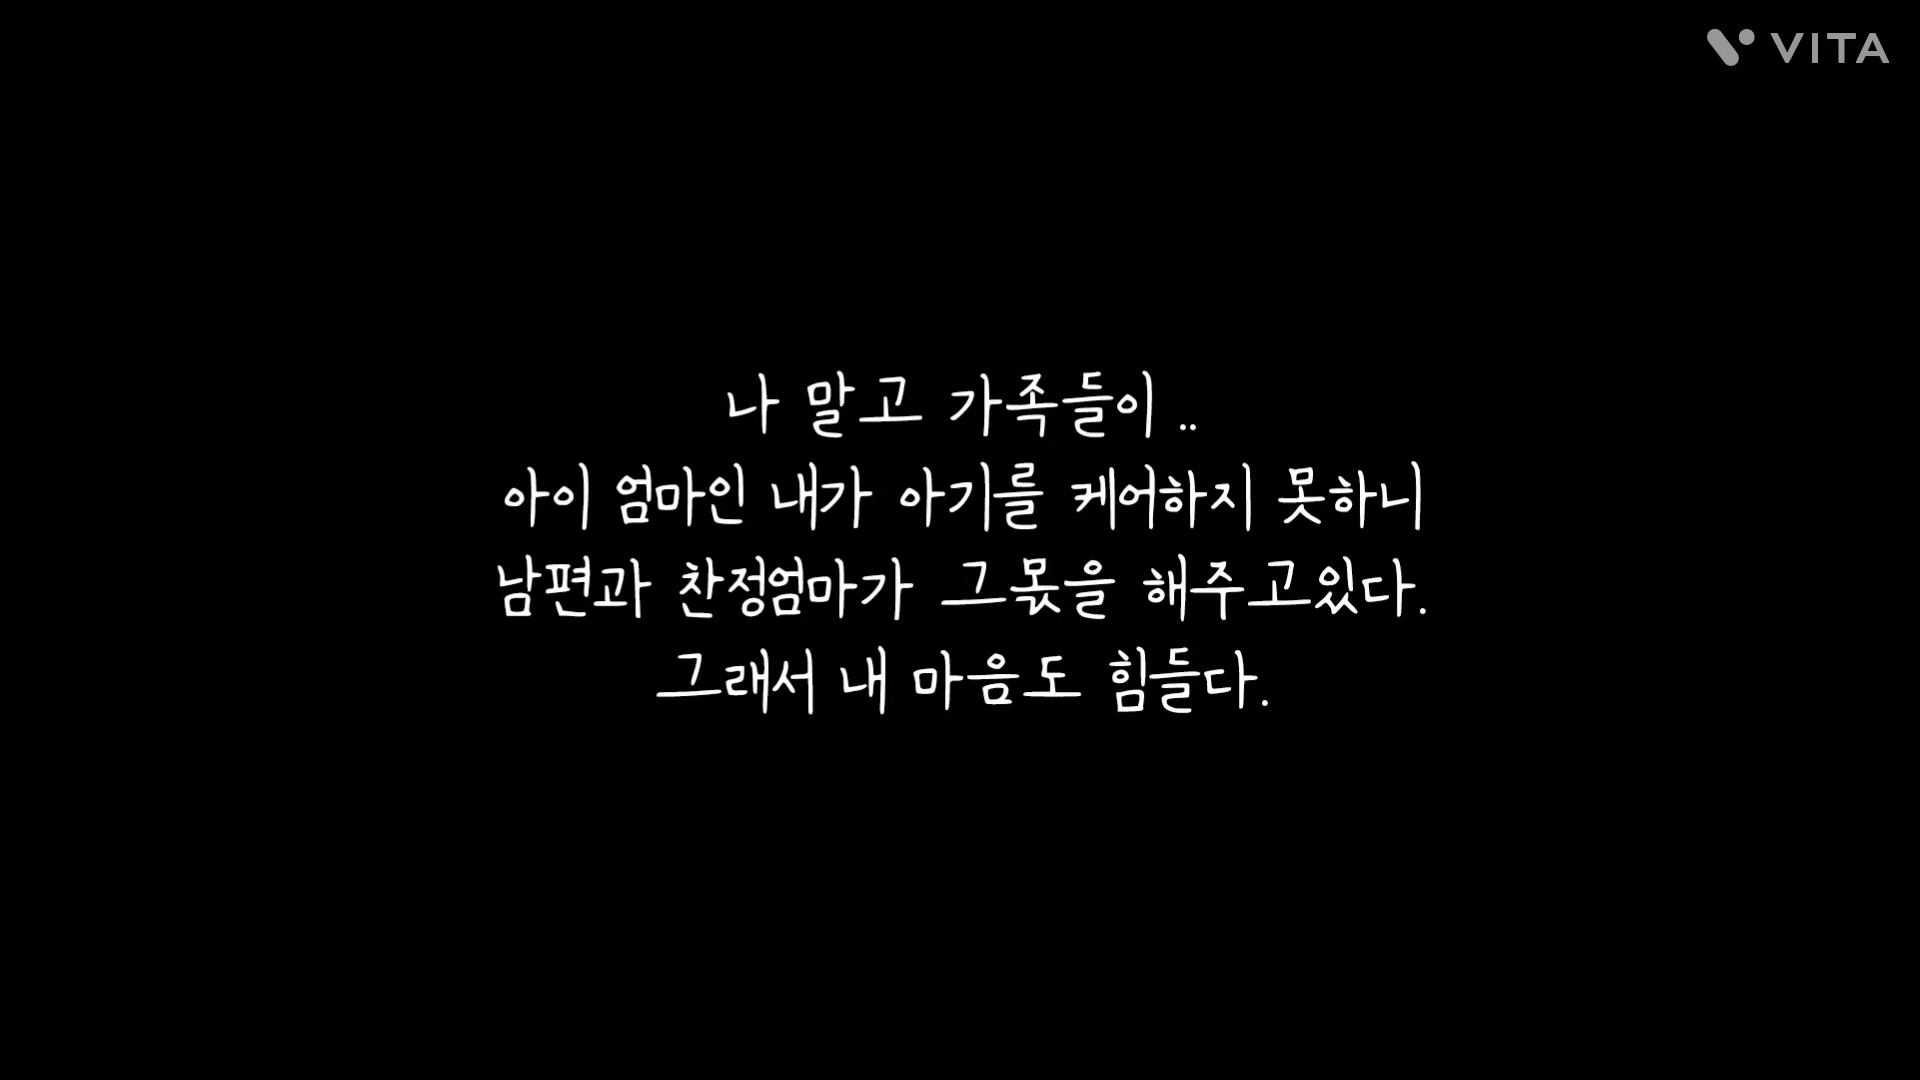 VITA
나 말고 가족들이 ..
아이 엄마인 내가 아기를 케어하지 못하니
남편과 찬정엄마가 그몫을 해주고있다.
그래서 내 마음도 힘들다.